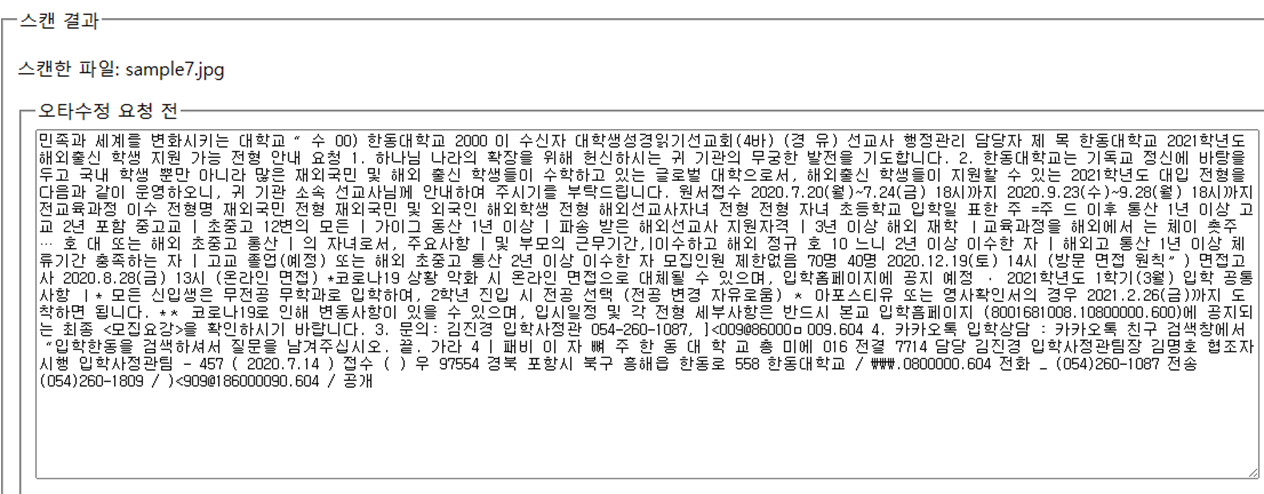 스캔 결과
스캔한 파일: sample7.jpg
오타수정 요청 전
민족과 세계를 변화시키는 대학교 “ 수 00) 한동대학교 2000 이 수신자 대학생성경읽기선교회(4바) (경 유) 선교사 행정관리 담당자 제 목 한동대학교 2021학년도
해외출신 학생 지원 가능 전형 안내 요청 1. 하나님 나라의 확장을 위해 헌신하시는 귀 기관의 무궁한 발전을 기도합니다. 2. 한동대학교는 기독교 정신에 바탕을
두고 국내 학생 뿐만 아니라 많은 재외국민 및 해외 출신 학생들이 수학하고 있는 글로벌 대학으로서, 해외출신 학생들이 지원할 수 있는 2021학년도 대입 전형을
다음과 같이 운영하오니, 귀 기관 소속 선교사님께 안내하여 주시기를 부탁드립니다. 원서접수 2020.7.20(월)~7.24(금) 18시까지 2020.9.23(수)~9.28(월) 18시까지
전교육과정 이수 전형명 재외국민 전형 재외국민 및 외국인 해외학생 전형 해외선교사자녀 전형 전형 자녀 초등학교 입학일 표한 주 =주 드 이후 통산 1년 이상 고
교 2년 포함 중고교 | 초중고 12변의 모든 | 가이그 동산 1년 이상 | 파송 받은 해외선교사 지원자격 | 3년 이상 해외 재학 |교육과정을 해외에서 는 체이 춋주
… 호 대 또는 해외 초중고 통산 | 의 자녀로서, 주요사항 | 및 부모의 근무기간,|이수하고 해외 정규 호 10 느니 2년 이상 이수한 자 | 해외고 통산 1년 이상 체
류기간 충족하는 자 | 고교 졸업(예정) 또는 해외 초중고 통산 2년 이상 이수한 자 모집인원 제한없음 70명 40명 2020.12.19(토) 14시 (방문 면접 원칙”) 면접고
사 2020.8.28(금) 13시 (온라인 면접) *코로나19 상황 악화 시 온라인 면접으로 대체될 수 있으며, 입학홈페이지에 공지 예정 · 2021학년도 1학기(3월) 입학 공통
사항 |* 모든 신입생은 무전공 무학과로 입학하며, 2학년 진입 시 전공 선택 (전공 변경 자유로움) * 아포스티유 또는 영사확인서의 경우 2021.2.26(금)까지 도
착하면 됩니다. ** 코로나19로 인해 변동사항이 있을 수 있으며, 입시일정 및 각 전형 세부사항은 반드시 본교 입학홈페이지 (8001681008.10800000.600)에 공지되
는 최종 <모집요강>을 확인하시기 바랍니다. 3. 문의: 김진경 입학사정관 054-260-1087, ]<009@86000ㅁ009.604 4. 카카오톡 입학상담 : 카카오톡 친구 검색창에서
“입학한동을 검색하셔서 질문을 남겨주십시오. 끝. 가라 4 | 패비 이 자 뼈 주 한 동 대 학 교 총 미에 016 전결 7714 담당 김진경 입학사정관팀장 김명호 협조자
시행 입학사정관팀 - 457 ( 2020.7.14 ) 접수 ( ) 우 97554 경북 포항시 북구 흥해읍 한동로 558 한동대학교 / ₩₩₩.0800000.604 전화 _ (054)260-1087 전송
(054)260-1809 / )<909@186000090.604 / 공개